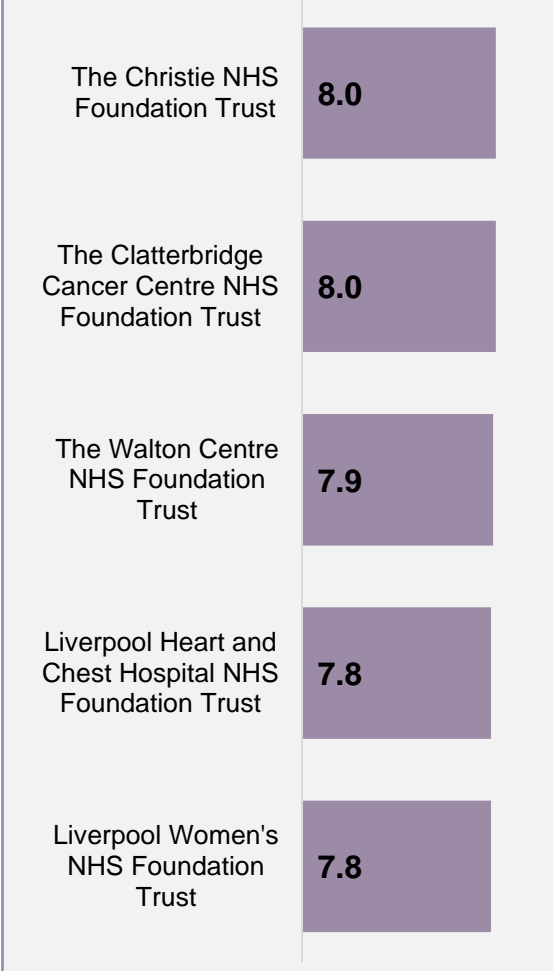 The Christie NHS
Foundation Trust
8.0
The Clatterbridge
Cancer Centre NHS
Foundation Trust
8.0
The Walton Centre
NHS Foundation
Trust
7.9
Liverpool Heart and
Chest Hospital NHS
Foundation Trust
7.8
Liverpool Women's
NHS Foundation
Trust
7.8